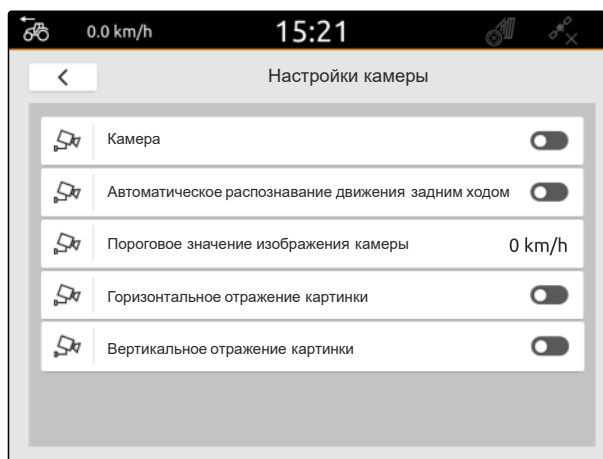 0.0 km/h 15:21
Настройки камеры
Камера
Автоматическое распознавание движения задним ходом
Пороговое значение изображения камеры 0 km/h
Горизонтальное отражение картинки
Вертикальное отражение картинки